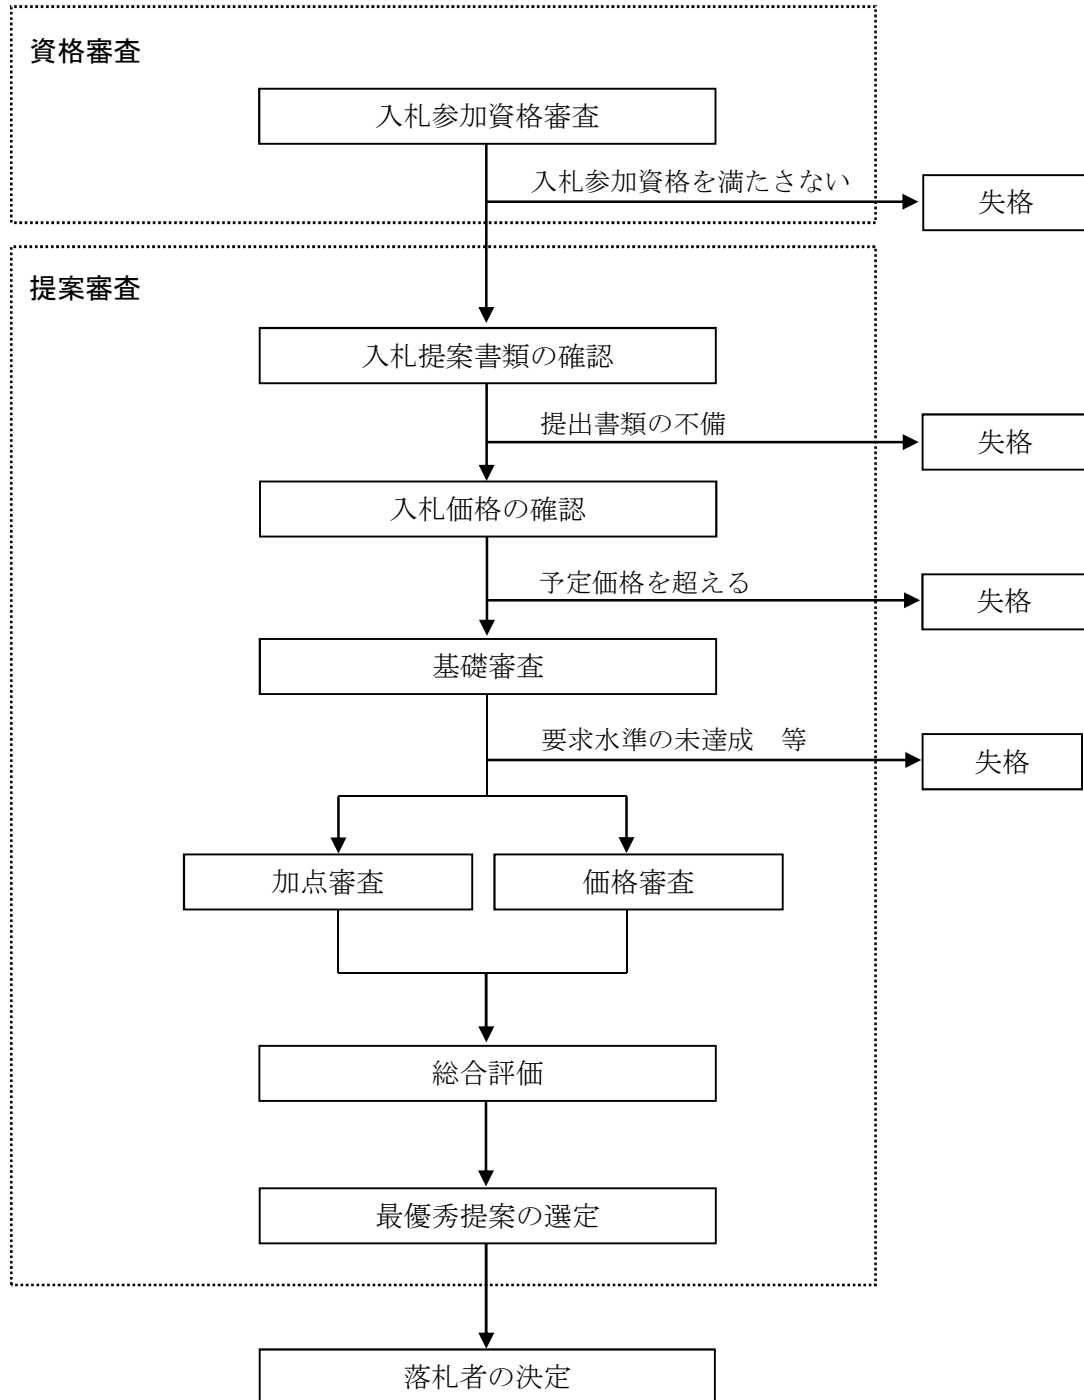 資格審査
入札参加資格審査
入札参加資格を満たさない
失格
提案審査
入札提案書類の確認
提出書類の不備
失格
入札価格の確認
予定価格を超える
失格
基礎審査
要求水準の未達成　等
失格
加点審査
価格審査
総合評価
最優秀提案の選定
落札者の決定